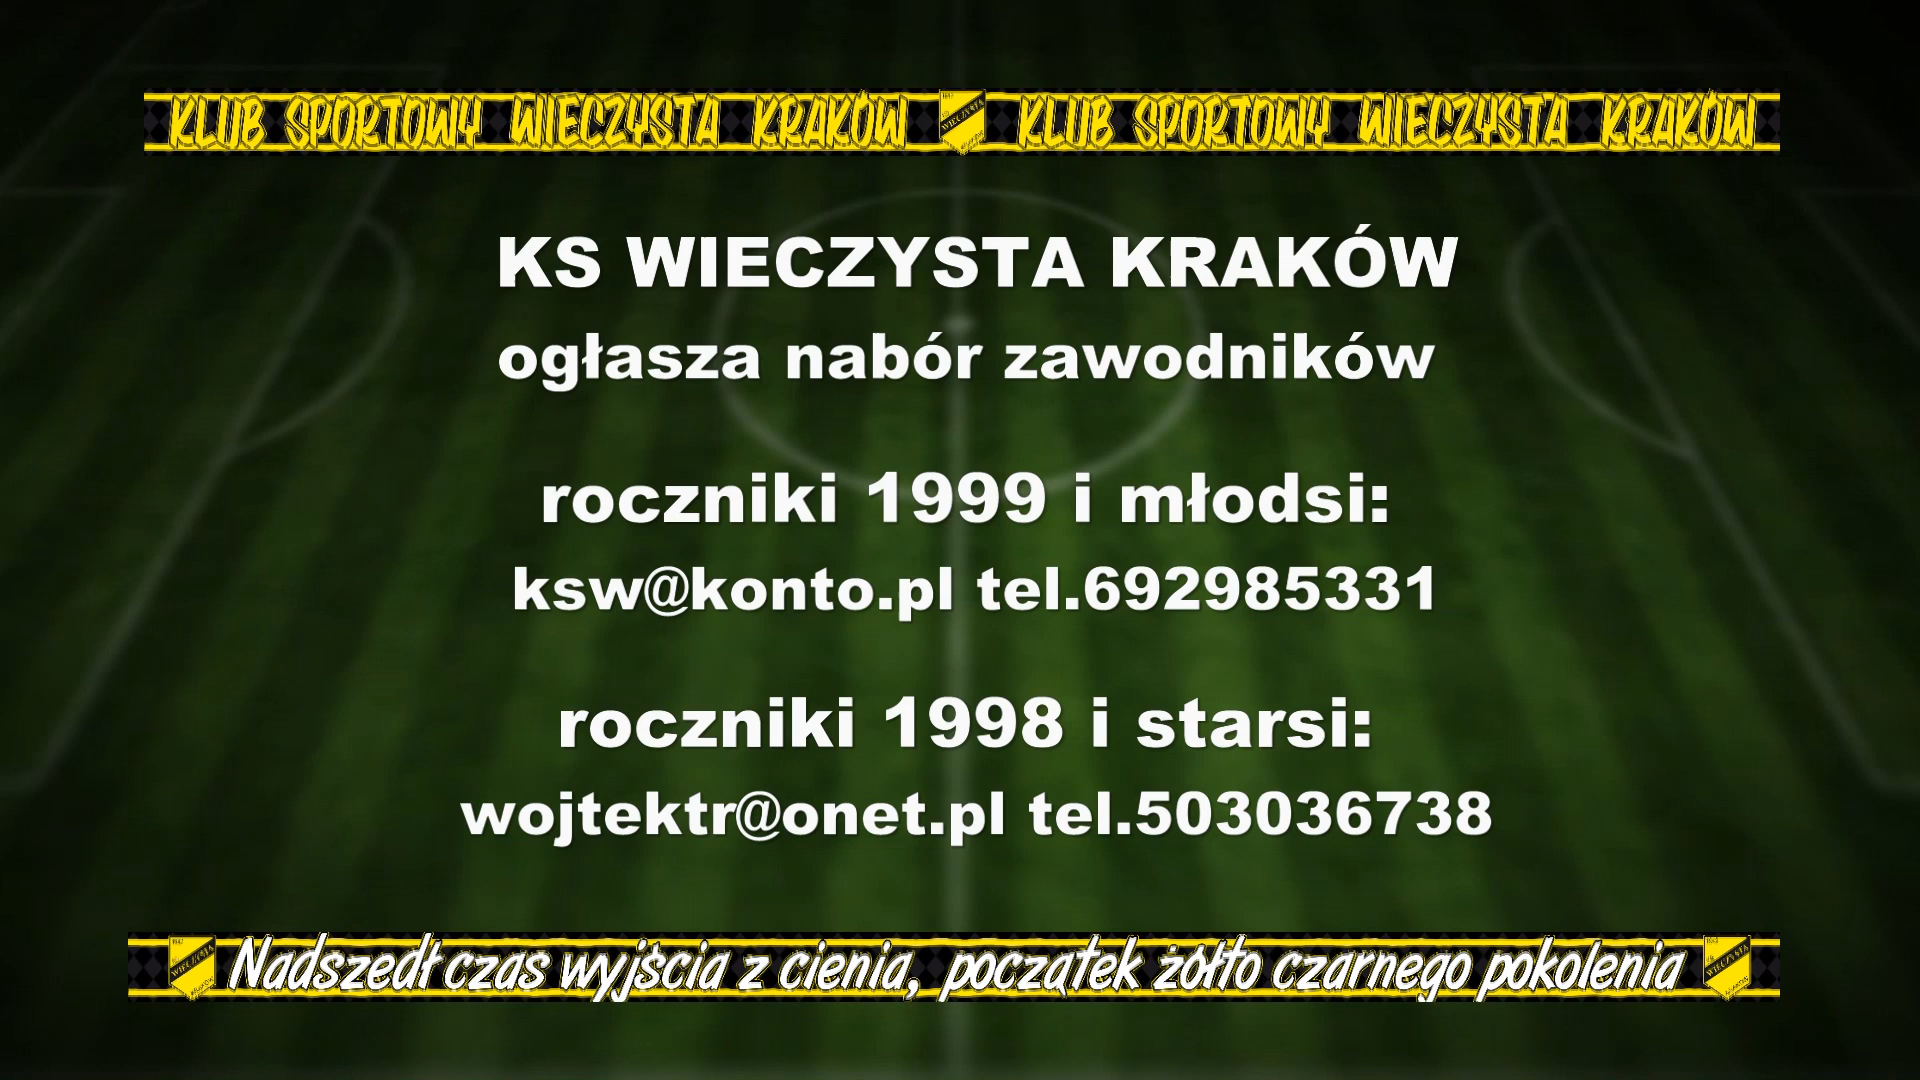 KLUB SPORTOWY WIECZYSTA KRAKÓW KLUB SPORTOWY WIECZYSTA KRAKÓW
KS WIECZYSTA KRAKÓW
ogłasza nabór zawodników
roczniki 1999 i młodsi:
ksw@konto.pl tel.692985331
roczniki 1998 i starsi:
wojtektr@onet.pl tel.503036738
Nadszedł czas wyjścia z cienia, początek żółto czarnego pokolenia